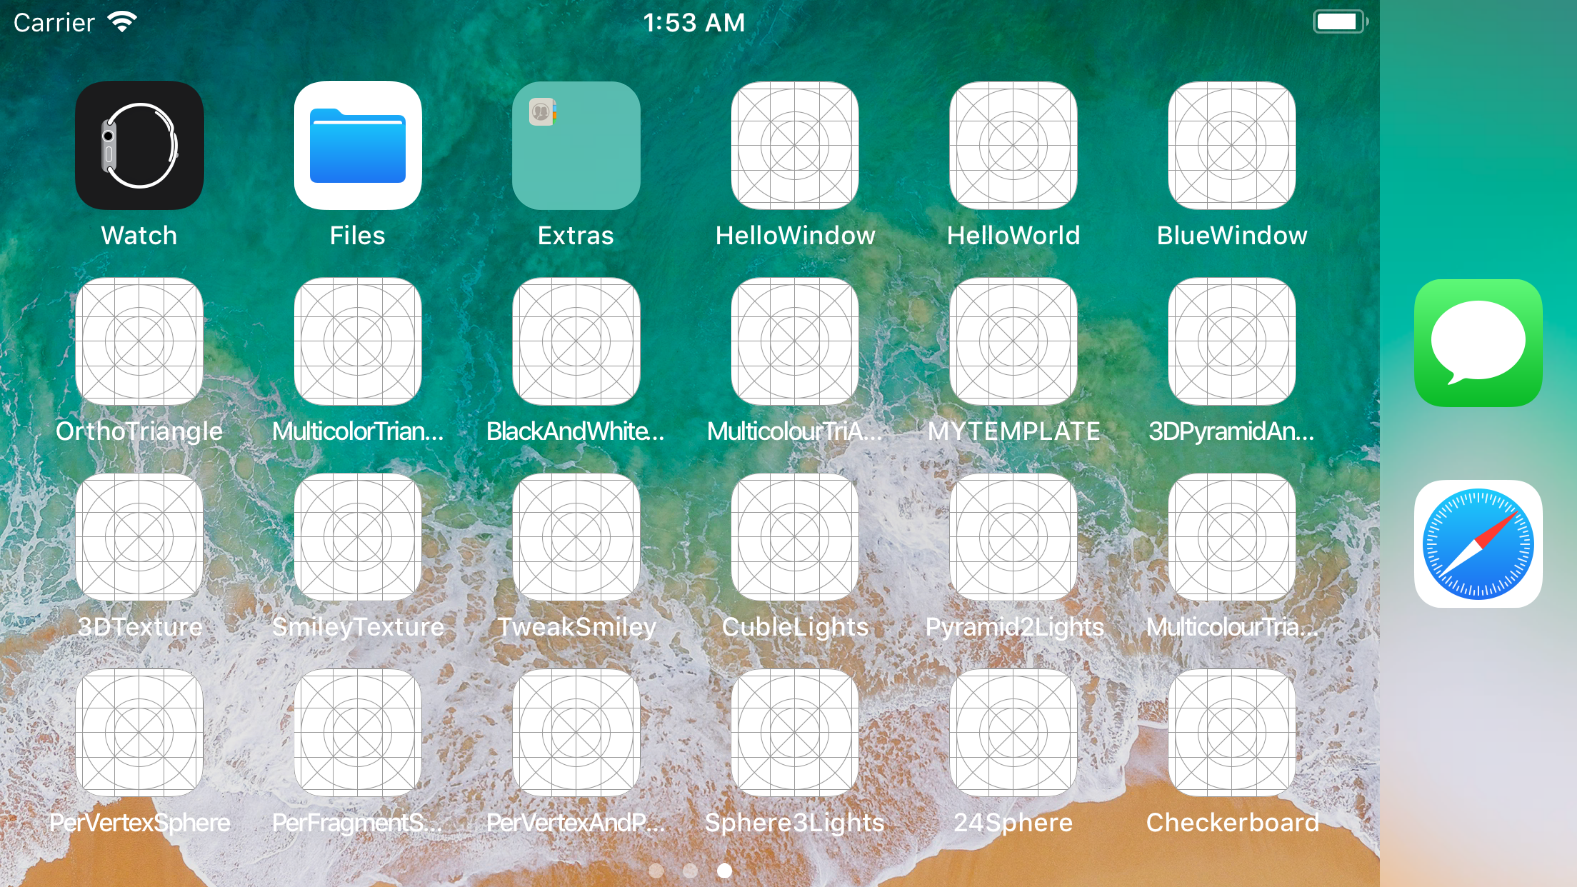 Carrier 1:53 AM
Watch Files Extras HelloWindow HelloWorld BlueWindow
OrthoTriangle MulticolorTrian... BlackAndWhite... MulticolourTriA... MYTEMPLATE 3DPyramidAn...
3DTexture SmileyTexture TweakSmiley CubleLights Pyramid2Lights MulticolourTria...
PerVertexSphere PerFragmentS... PerVertexAndP... Sphere3Lights 24Sphere Checkerboard